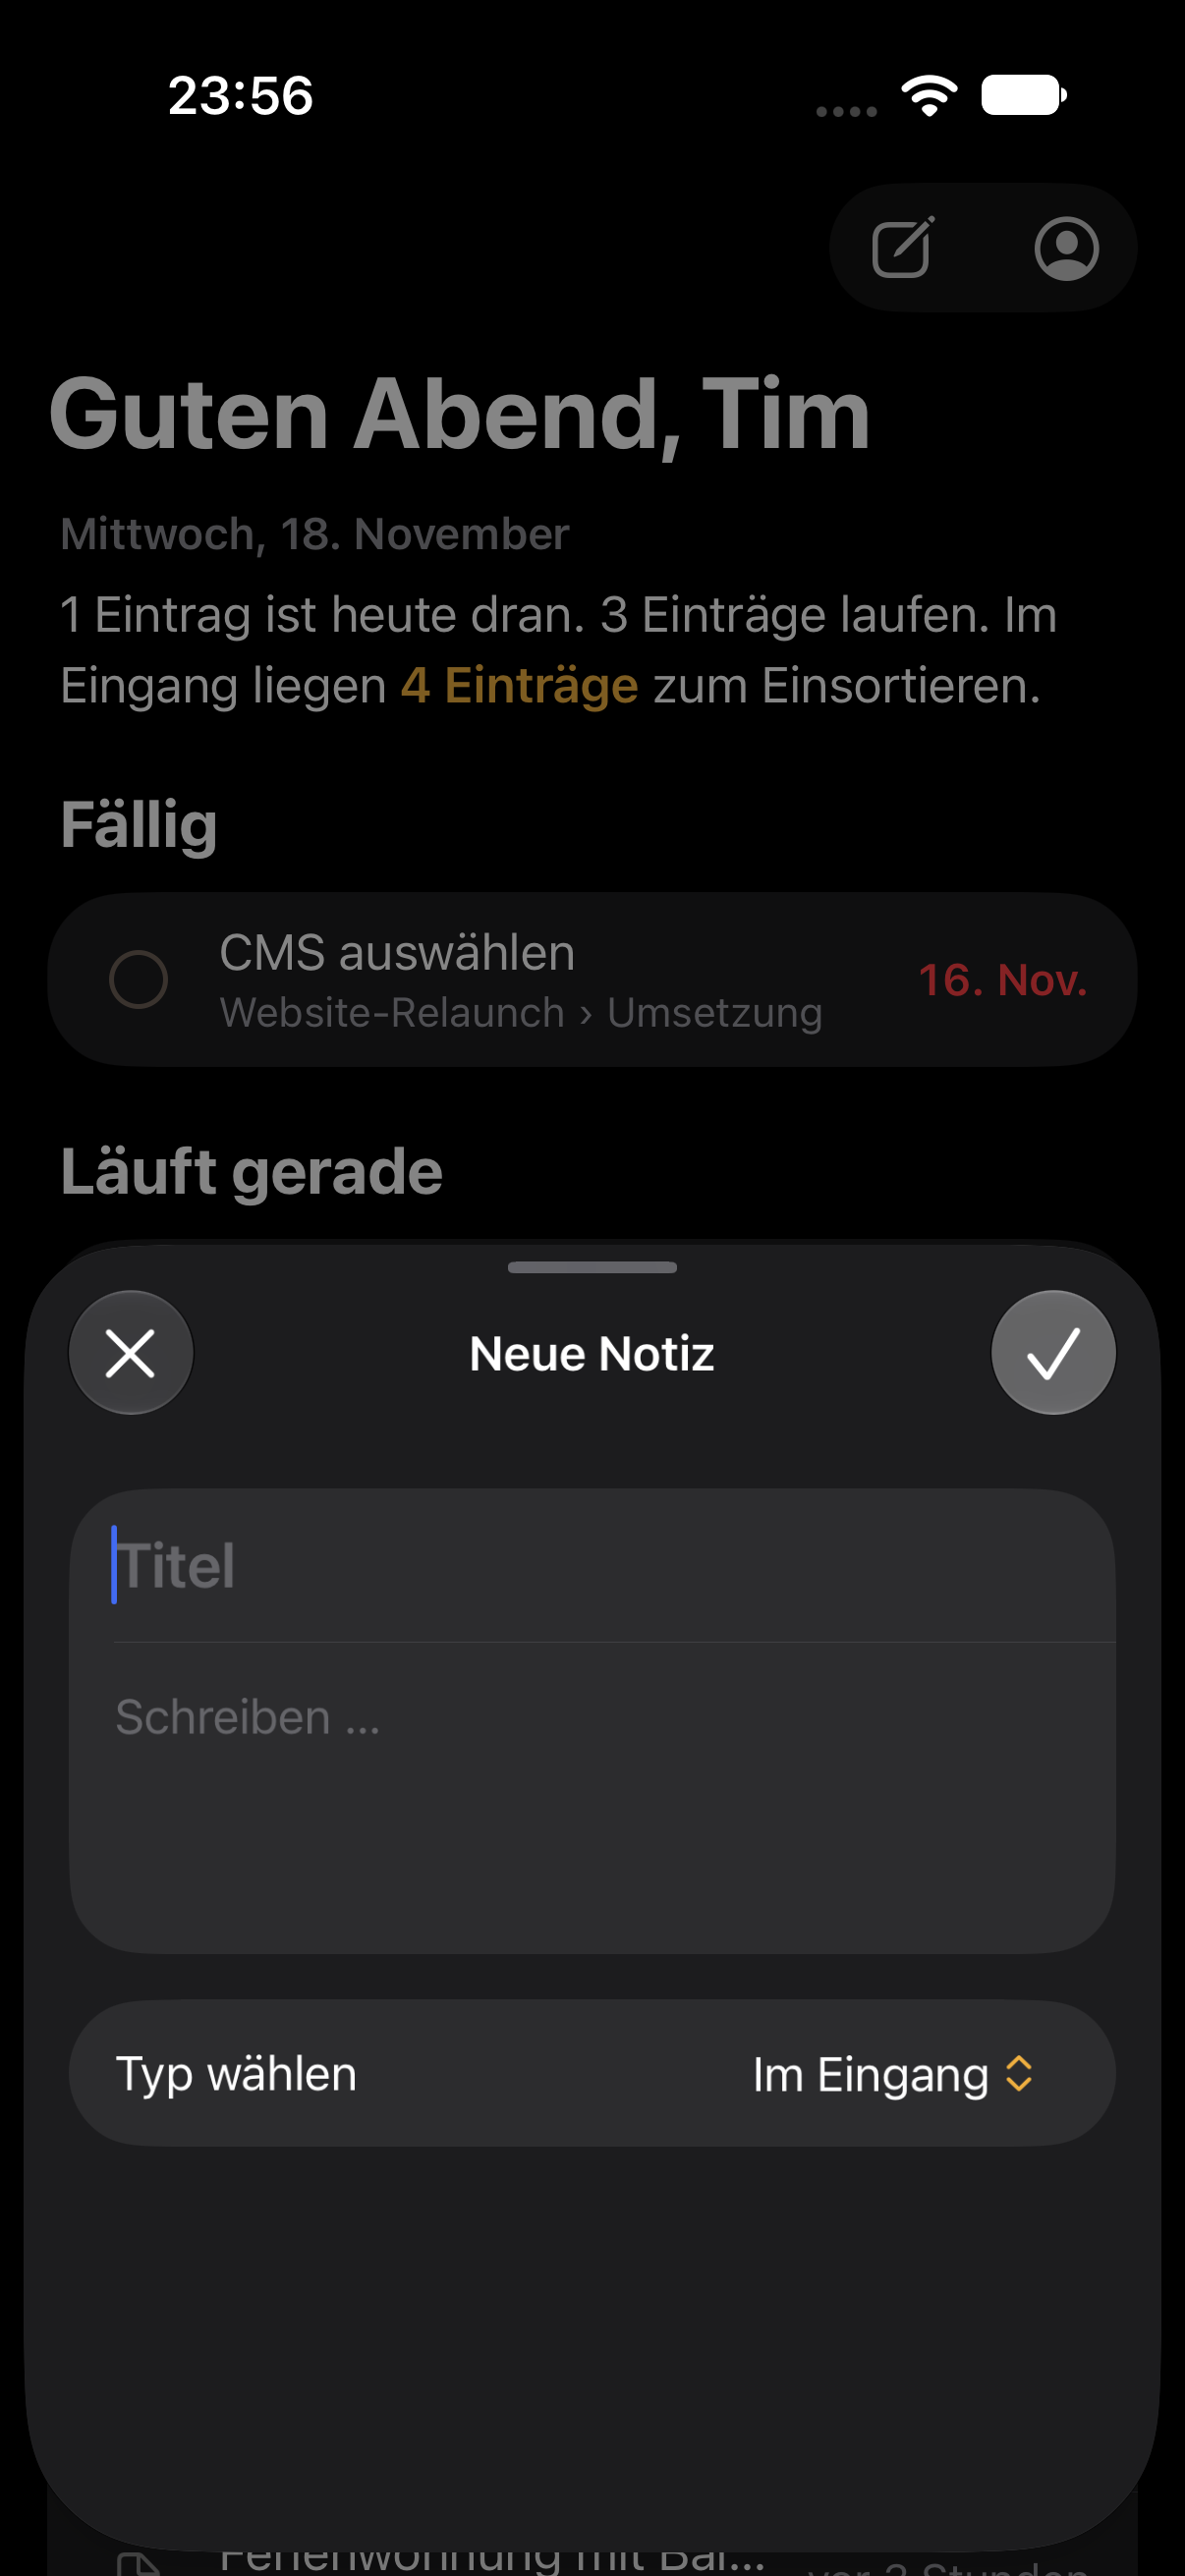 23:56
Guten Abend, Tim
Mittwoch, 18. November
1 Eintrag ist heute dran. 3 Einträge laufen. Im
Eingang liegen 4 Einträge zum Einsortieren.
Fällig
CMS auswählen
Website-Relaunch › Umsetzung
16. Nov.
Läuft gerade
Neue Notiz
Titel
Schreiben ...
Typ wählen
Im Eingang
Ferienwohnung mit